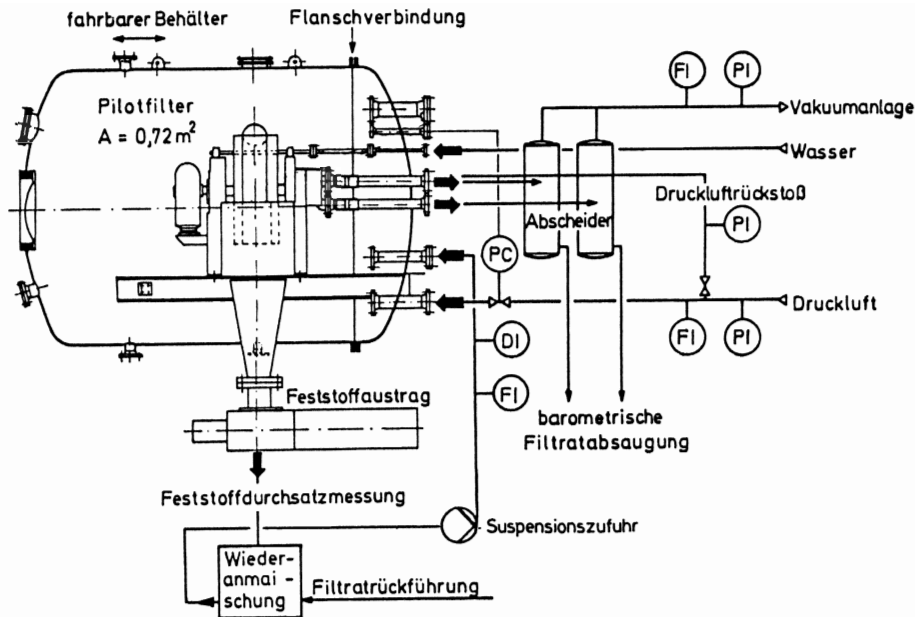 fahrbarer Behälter
Flanschverbindung
Pilotfilter
A = 0,72 m²
FI
PI
Vakuumanlage
Wasser
Druckluftrückstoß
Abscheider
PI
PC
Druckluft
FI
PI
DI
FI
Feststoffaustrag
barometrische
Filtratabsaugung
Feststoffdurchsatzmessung
Suspensionszufuhr
Wieder-
anmai-
schung
Filtratrückführung